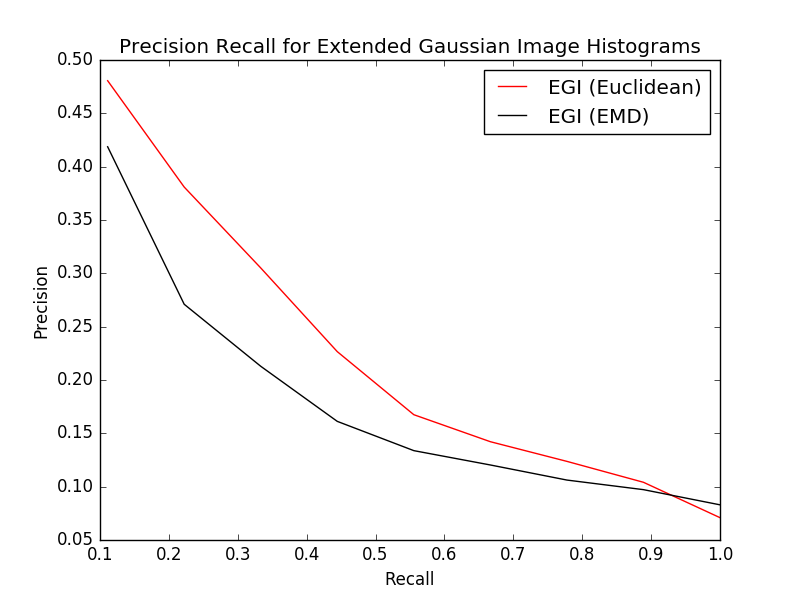 Precision Recall for Extended Gaussian Image Histograms
EGI (Euclidean)
EGI (EMD)
0.50
0.45
0.40
0.35
0.30
0.25
0.20
0.15
0.10
0.05
Precision
0.1 0.2 0.3 0.4 0.5 0.6 0.7 0.8 0.9 1.0
Recall